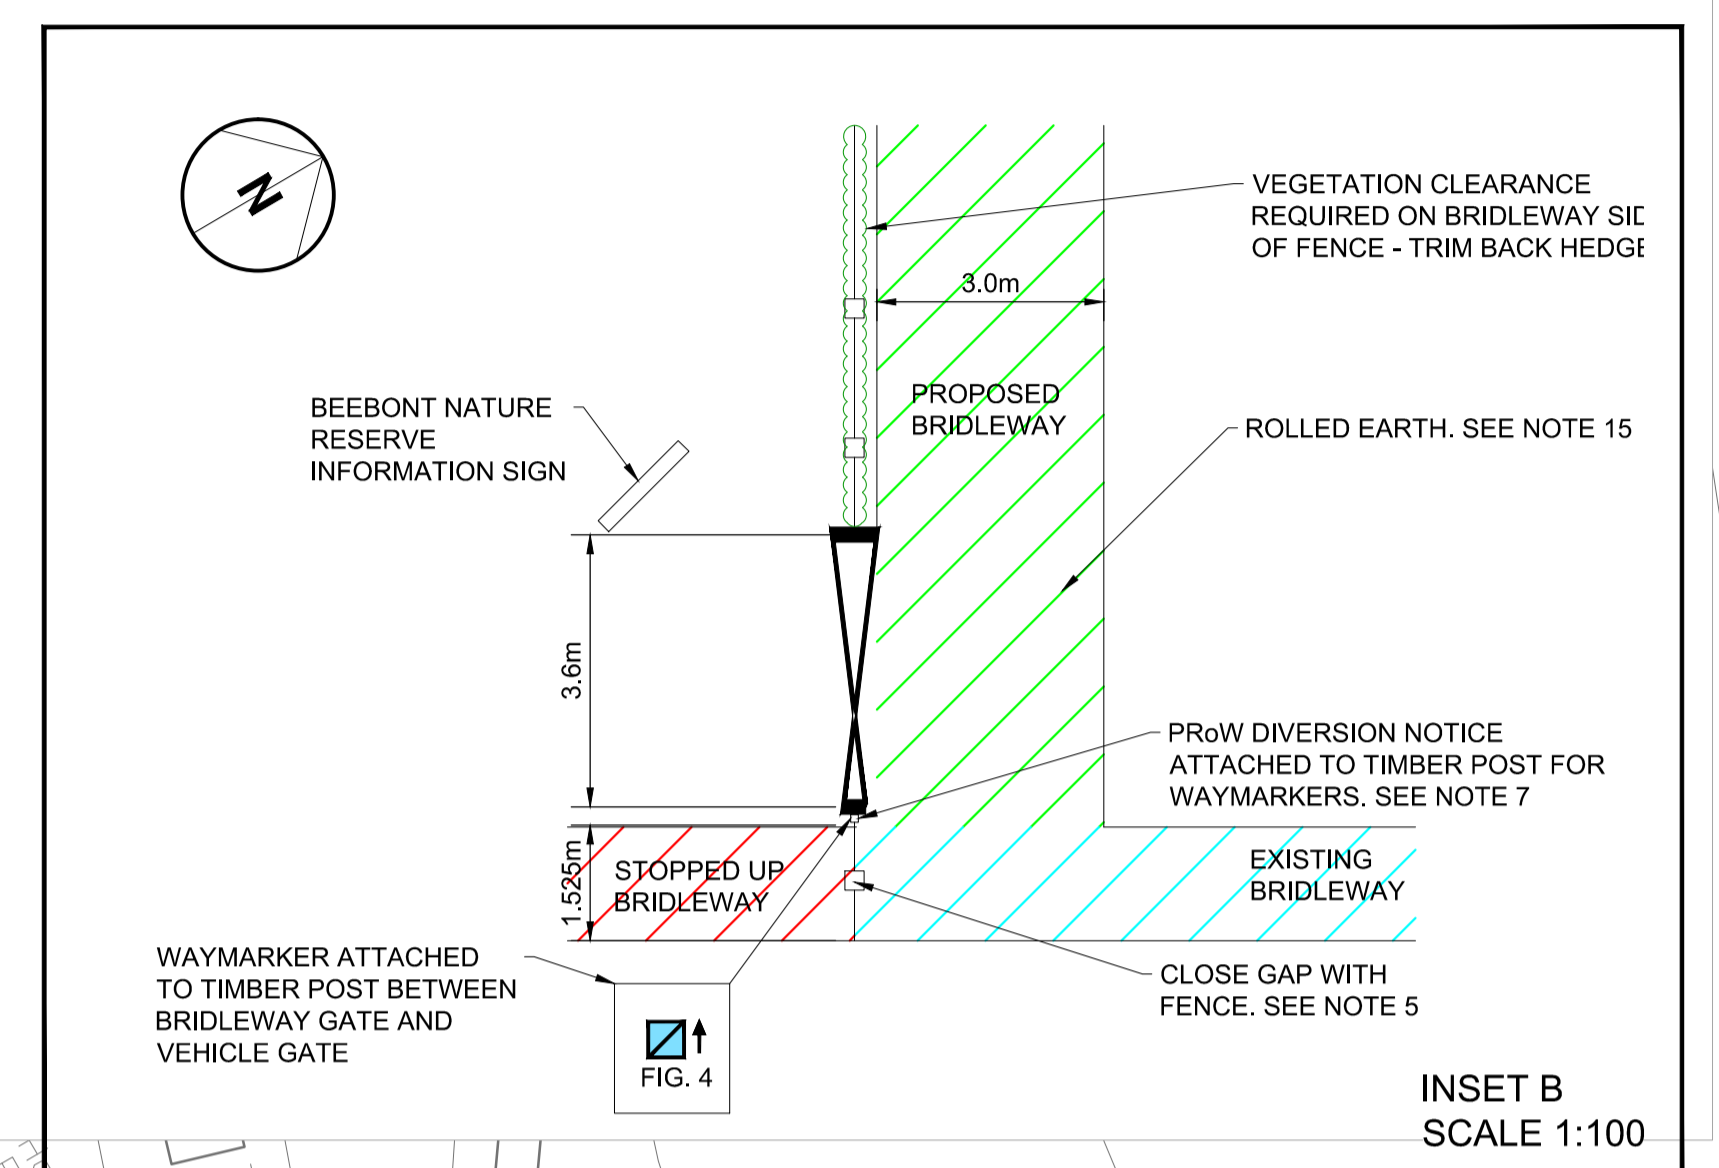 N
VEGETATION CLEARANCE
REQUIRED ON BRIDLEWAY SID
OF FENCE - TRIM BACK HEDGE
3.0m
PROPOSED
BRIDLEWAY
BEEBONT NATURE
RESERVE
INFORMATION SIGN
ROLLED EARTH. SEE NOTE 15
3.6m
PRoW DIVERSION NOTICE
ATTACHED TO TIMBER POST FOR
WAYMARKERS. SEE NOTE 7
1.525m
STOPPED UP
BRIDLEWAY
EXISTING
BRIDLEWAY
WAYMARKER ATTACHED
TO TIMBER POST BETWEEN
BRIDLEWAY GATE AND
VEHICLE GATE
CLOSE GAP WITH
FENCE. SEE NOTE 5
FIG. 4
INSET B
SCALE 1:100